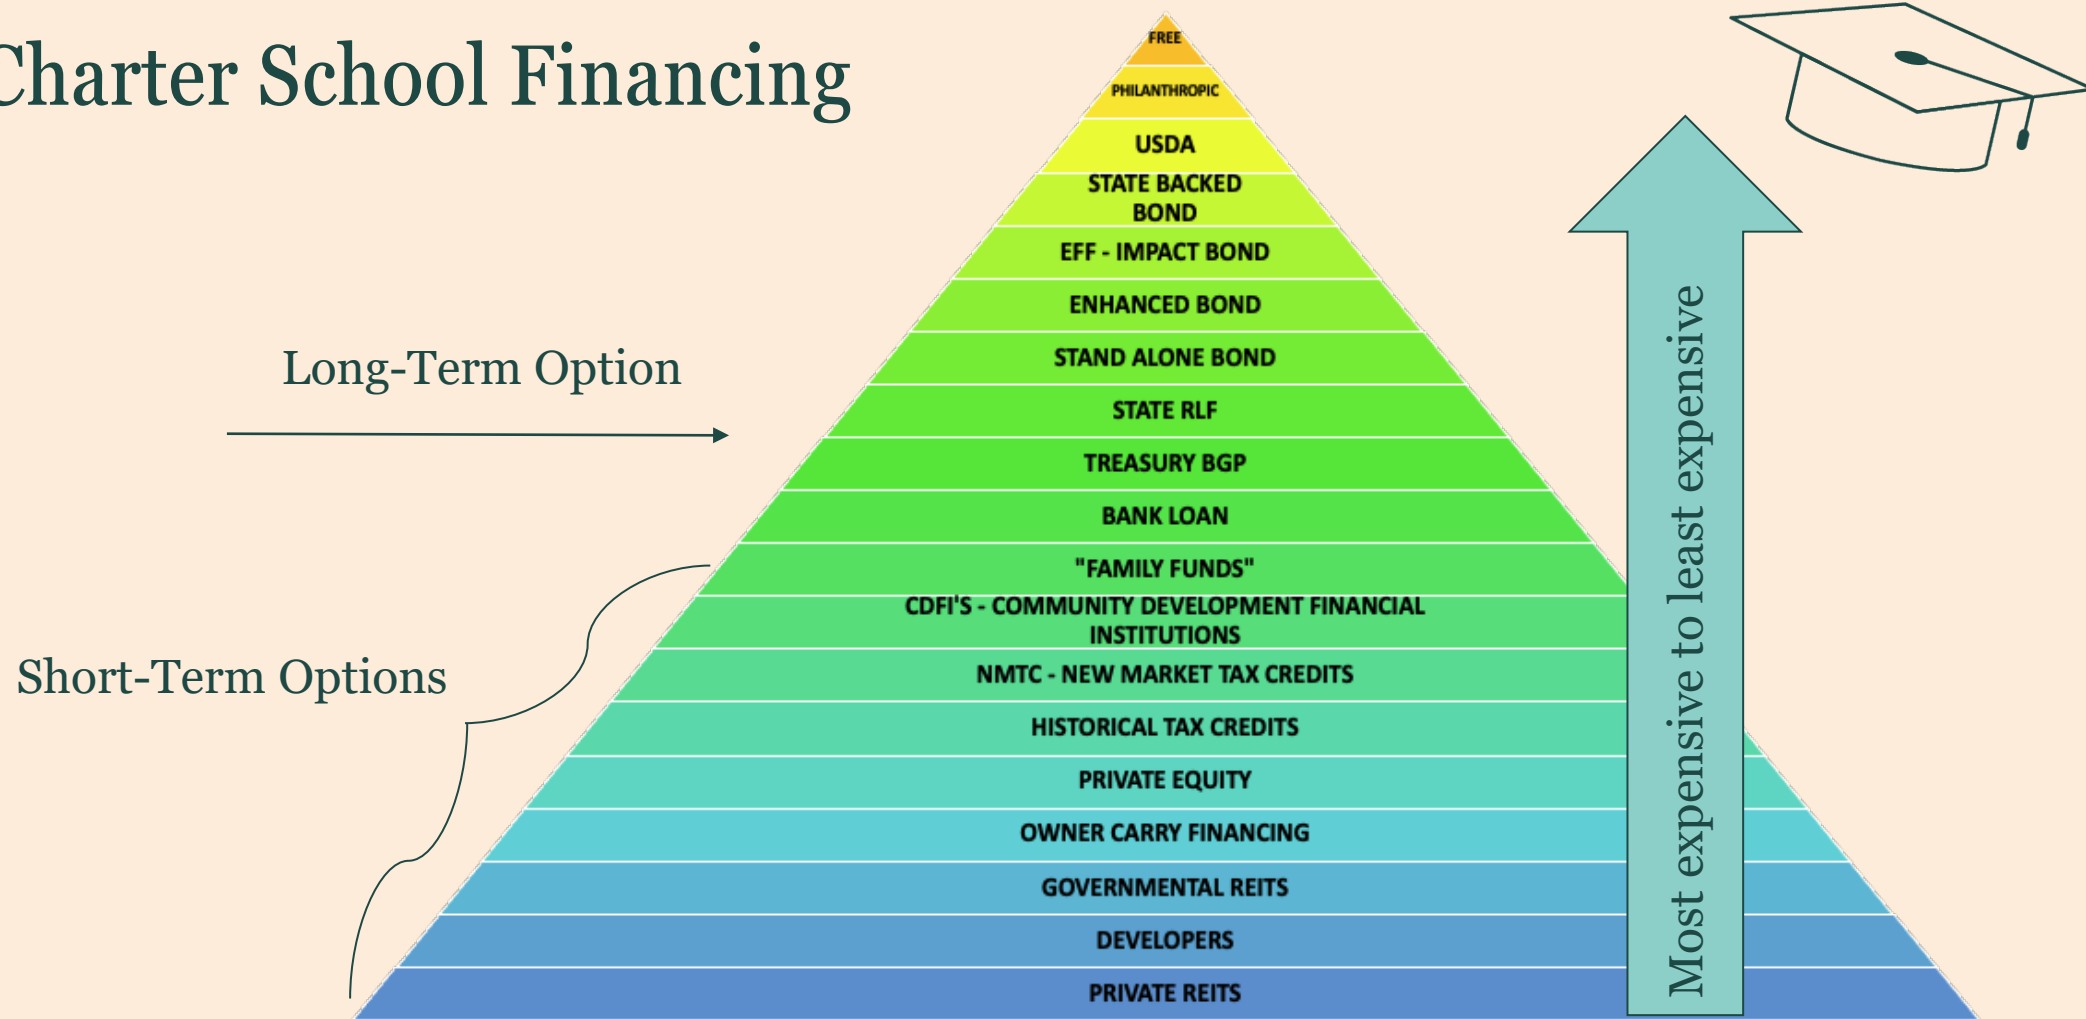 Charter School Financing
FREE
PHILANTHROPIC
USDA
STATE BACKED
BOND
EFF - IMPACT BOND
ENHANCED BOND
STAND ALONE BOND
STATE RLF
TREASURY BGP
BANK LOAN
"FAMILY FUNDS"
CDFI'S - COMMUNITY DEVELOPMENT FINANCIAL
INSTITUTIONS
NMTC - NEW MARKET TAX CREDITS
HISTORICAL TAX CREDITS
PRIVATE EQUITY
OWNER CARRY FINANCING
GOVERNMENTAL REITS
DEVELOPERS
PRIVATE REITS
Long-Term Option
Short-Term Options
Most expensive to least expensive